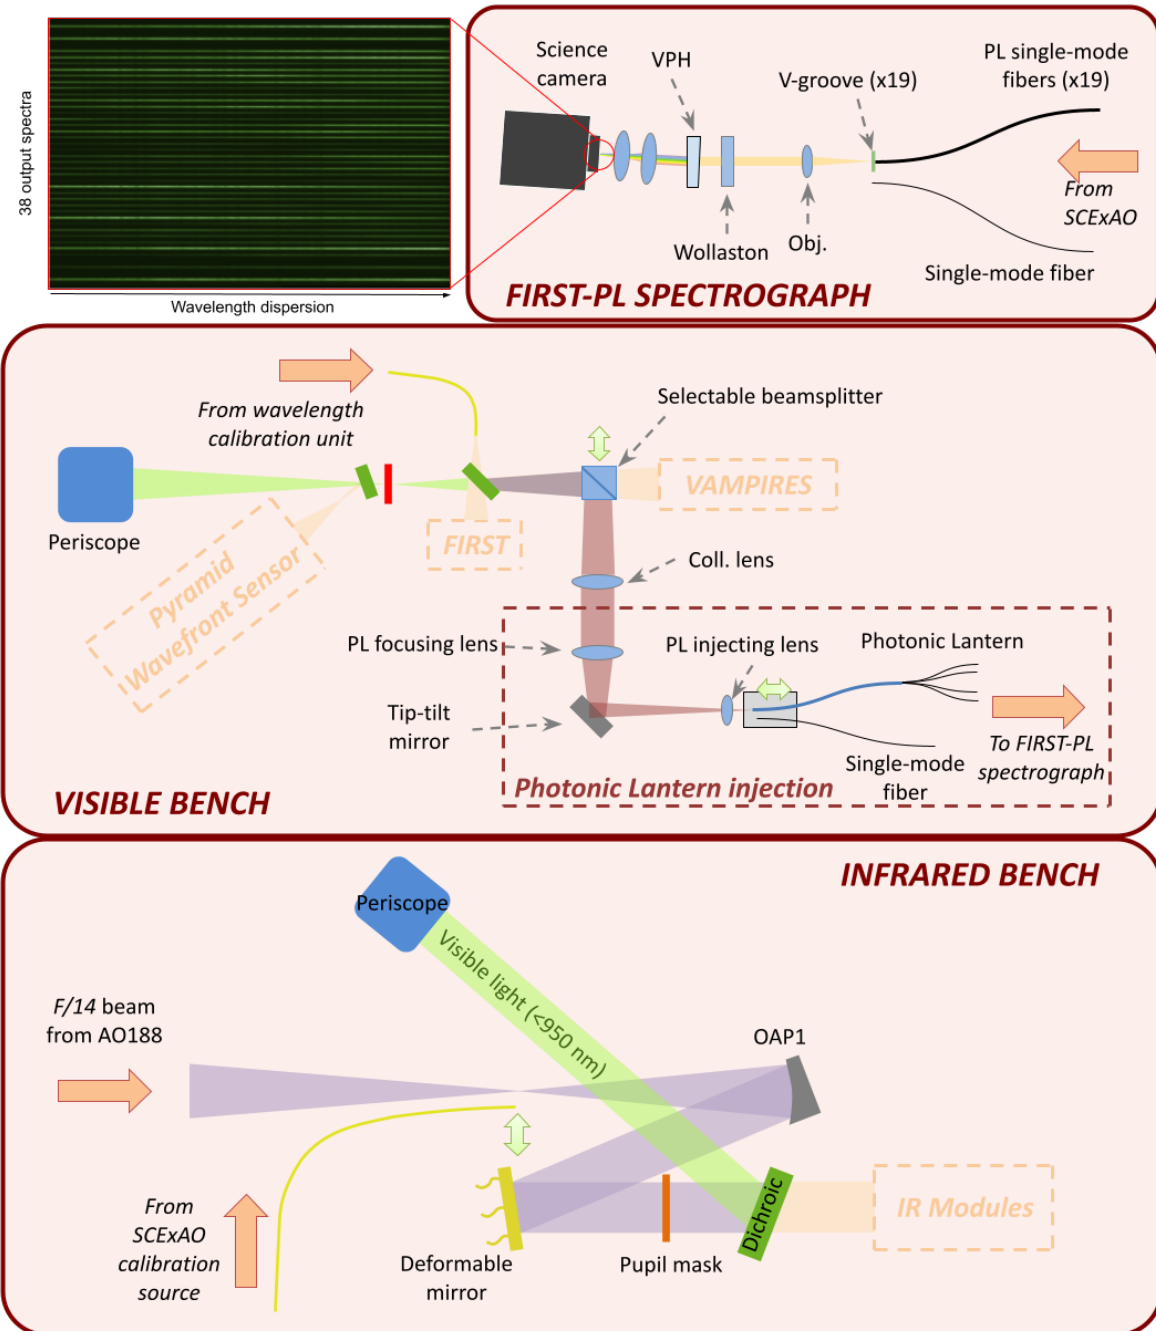 38 output spectra
Wavelength dispersion
Science
camera
VPH
V-groove (x19)
PL single-mode
fibers (x19)
From
SCExAO
Wollaston
Obj.
Single-mode fiber
FIRST-PL SPECTROGRAPH
From wavelength
calibration unit
Selectable beamsplitter
VAMPIRES
Periscope
FIRST
Pyramid
Wavefront Sensor
Coll. lens
PL focusing lens
PL injecting lens
Photonic Lantern
Tip-tilt
mirror
To FIRST-PL
spectrograph
Single-mode
fiber
Photonic Lantern injection
VISIBLE BENCH
INFRARED BENCH
Periscope
Visible light (<950 nm)
F/14 beam
from AO188
OAP1
From
SCExAO
calibration
source
Deformable
mirror
Pupil mask
Dichroic
IR Modules